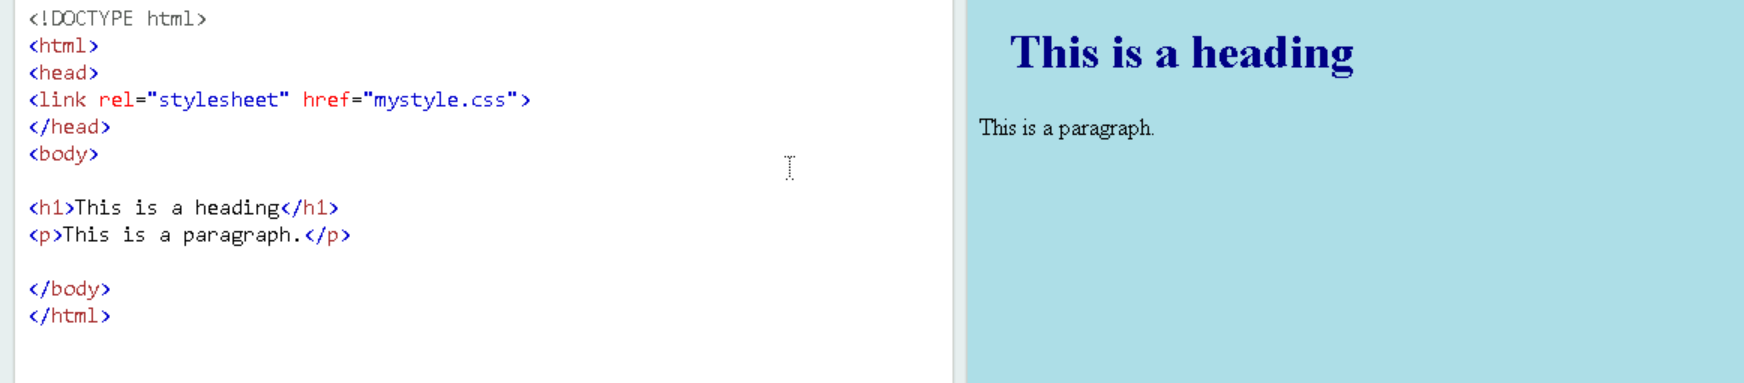 <!DOCTYPE html>
<html>
<head>
<link rel="stylesheet" href="mystyle.css">
</head>
<body>
<h1>This is a heading</h1>
<p>This is a paragraph.</p>
</body>
</html>
This is a heading
This is a paragraph.